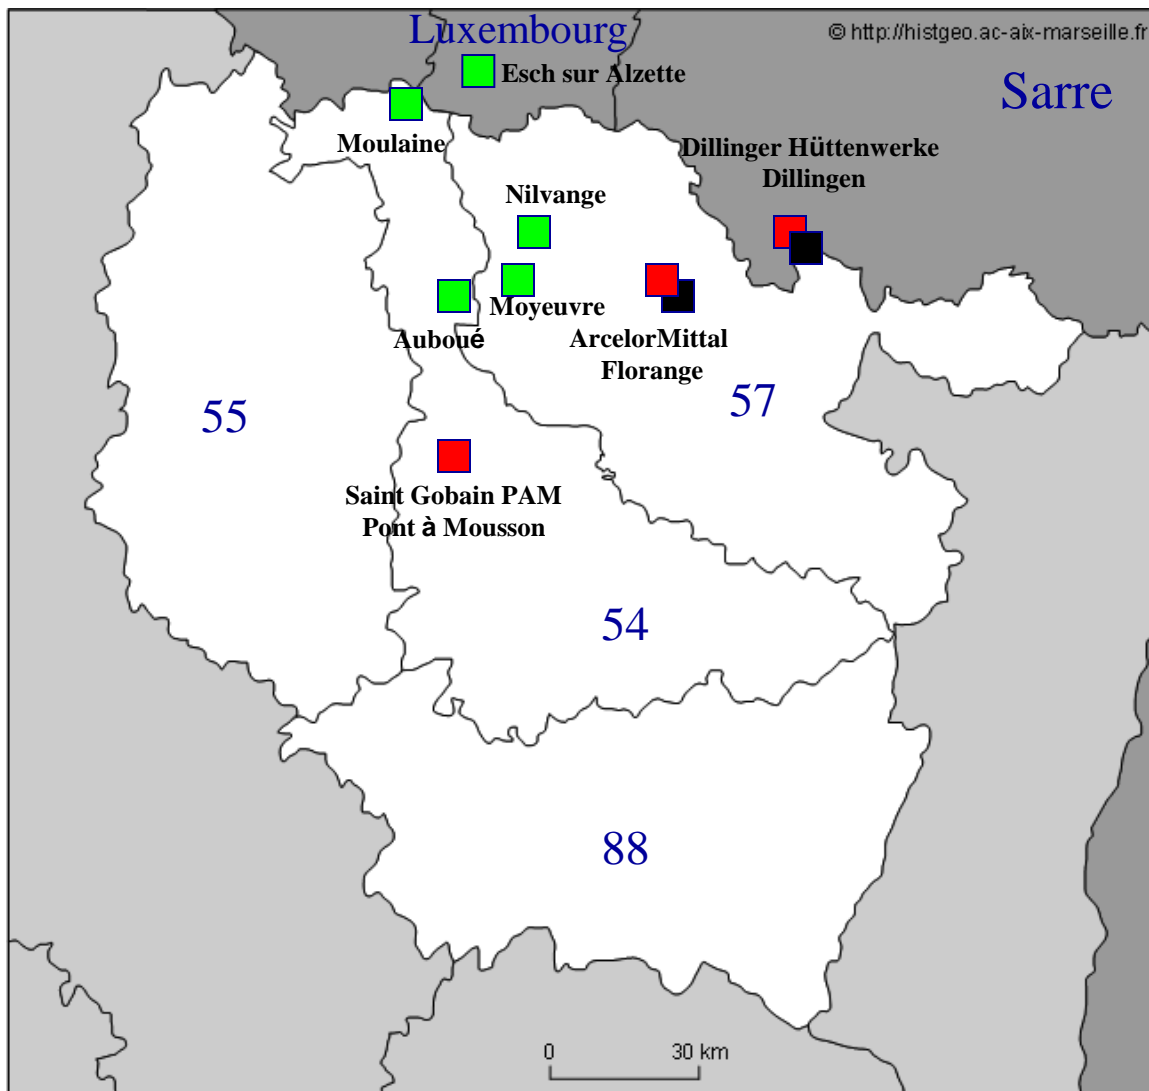 Luxembourg
© http://histgeo.ac-aix-marseille.fr
Esch sur Alzette
Sarre
Moulaine
Dillinger Hüttenwerke
Dillingen
Nilvange
Moyeuvre
Auboué
ArcelorMittal
Florange
57
55
Saint Gobain PAM
Pont à Mousson
54
88
0
30 km